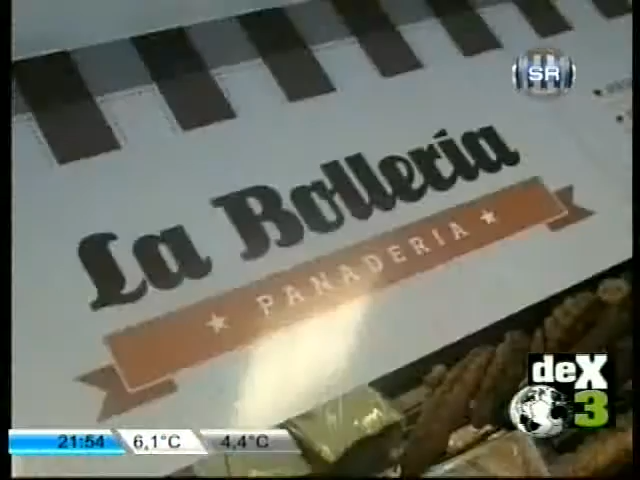 SR
La Bollería
★ PANADERIA ★
deX
3
21:54 6,1°C 4,4°C